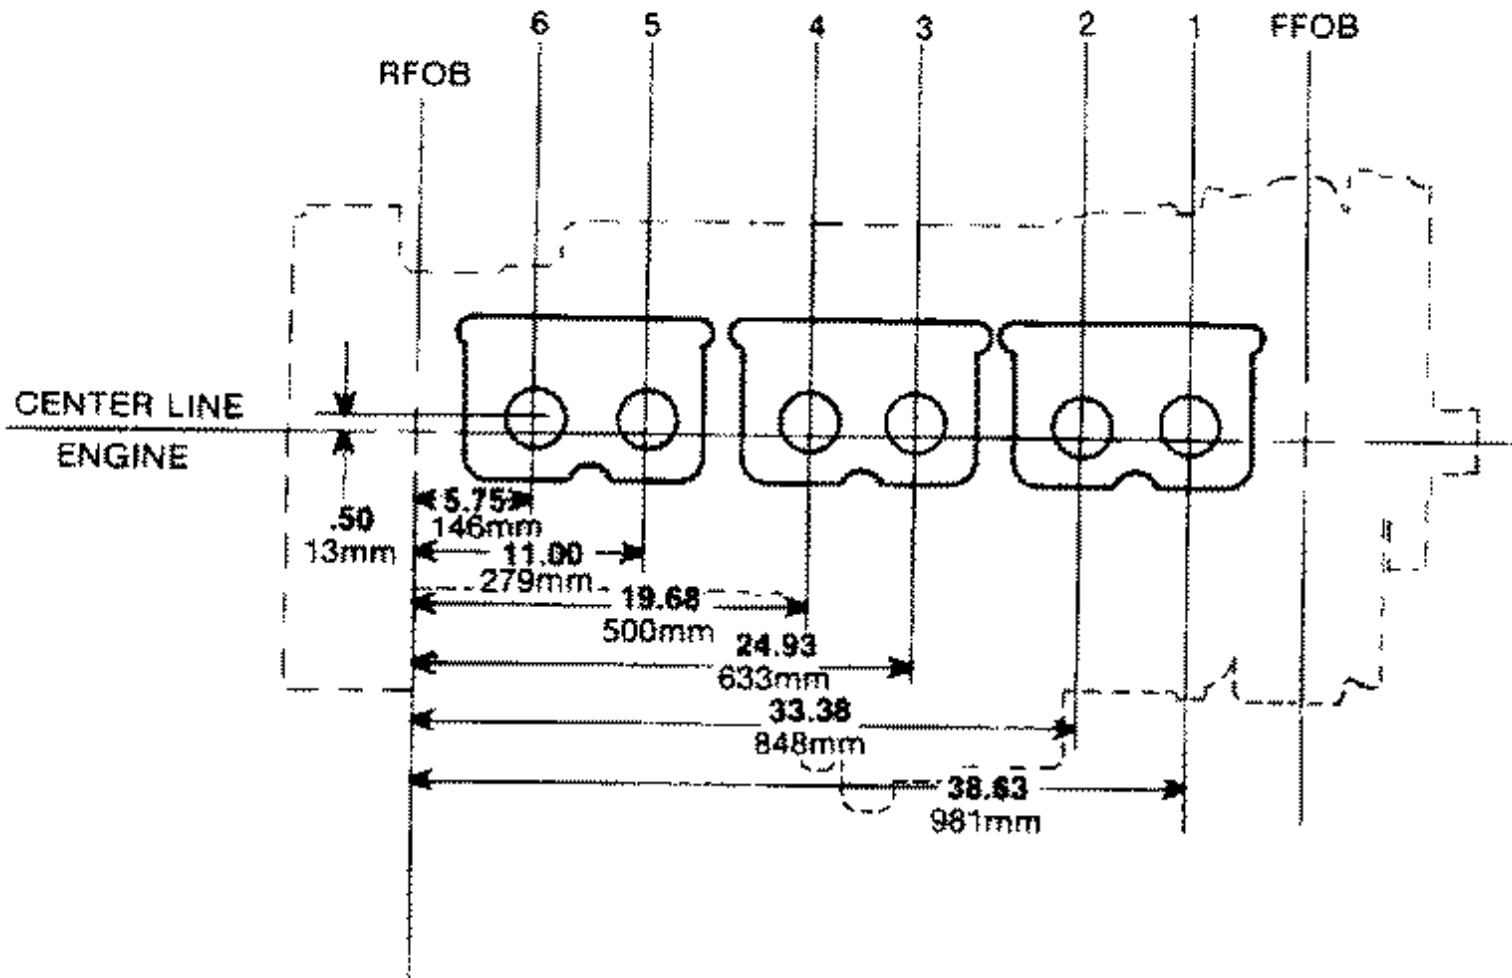 6 5 4 3 2 1 FFOB
RFOB
CENTER LINE
ENGINE
.50
13mm
5.75
146mm
11.00
279mm
19.68
500mm
24.93
633mm
33.38
848mm
38.63
981mm